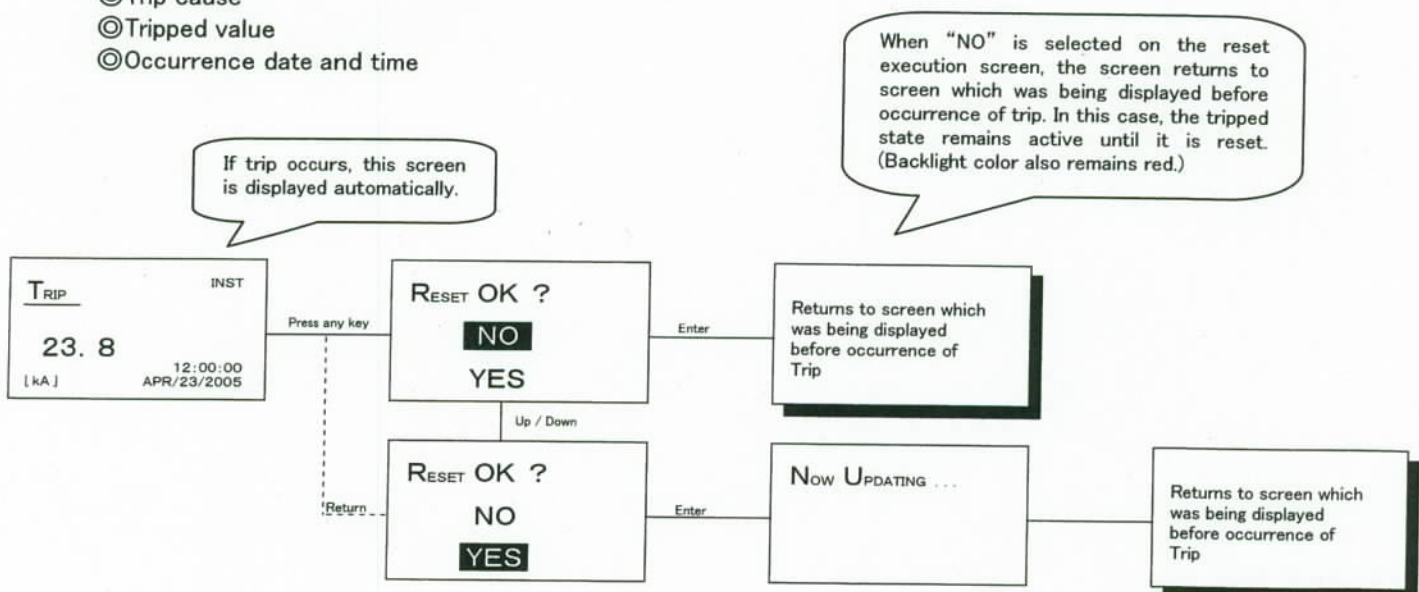 ◎Trip cause
◎Tripped value
◎Occurrence date and time
When “NO” is selected on the reset
execution screen, the screen returns to
screen which was being displayed before
occurrence of trip. In this case, the tripped
state remains active until it is reset.
(Backlight color also remains red.)
If trip occurs, this screen
is displayed automatically.
TRIP
INST
23. 8
[kA]
12:00:00
APR/23/2005
Press any key
RESET OK ?
NO
YES
Enter
Returns to screen which
was being displayed
before occurrence of
Trip
Up / Down
Return
RESET OK ?
NO
YES
Enter
NOW UPDATING ...
Returns to screen which
was being displayed
before occurrence of
Trip